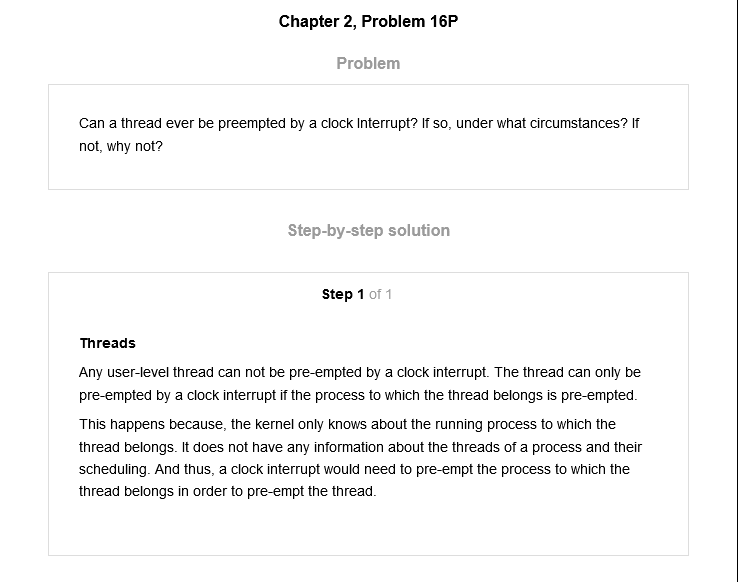 Chapter 2, Problem 16P
Problem
Can a thread ever be preempted by a clock Interrupt? If so, under what circumstances? If
not, why not?
Step-by-step solution
Step 1 of 1
Threads
Any user-level thread can not be pre-empted by a clock interrupt. The thread can only be
pre-empted by a clock interrupt if the process to which the thread belongs is pre-empted.
This happens because, the kernel only knows about the running process to which the
thread belongs. It does not have any information about the threads of a process and their
scheduling. And thus, a clock interrupt would need to pre-empt the process to which the
thread belongs in order to pre-empt the thread.